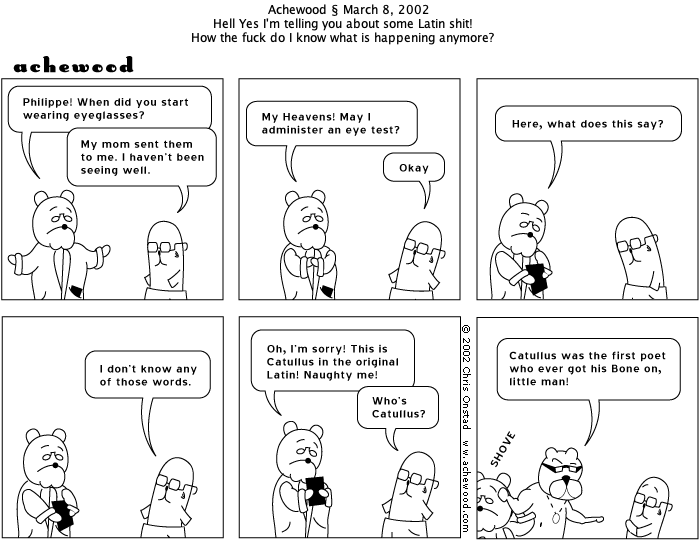 Achewood § March 8, 2002
Hell Yes I'm telling you about some Latin shit!
How the fuck do I know what is happening anymore?
achewood
Philippe! When did you start
wearing eyeglasses?
My mom sent them
to me. I haven't been
seeing well.
My Heavens! May I
administer an eye test?
Okay
Here, what does this say?
I don't know any
of those words.
Oh, I'm sorry! This is
Catullus in the original
Latin! Naughty me!
Who's
Catullus?
© 2002 Chris Onstad www.achewood.com
Catullus was the first poet
who ever got his Bone on,
little man!
SHOVE